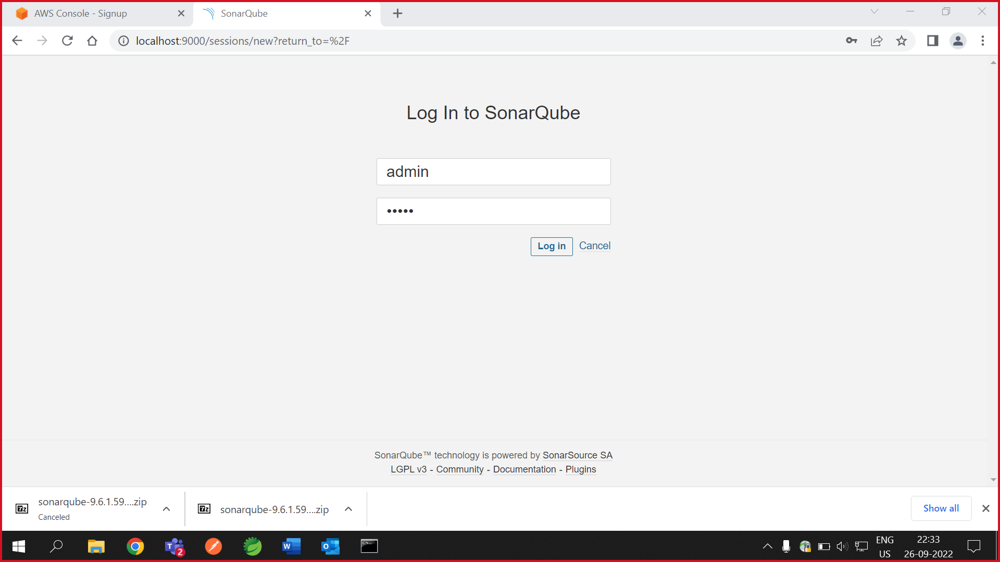 AWS Console - Signup
SonarQube
localhost:9000/sessions/new?return_to=%2F
Log In to SonarQube
admin
•••••
Log in Cancel
SonarQube™ technology is powered by SonarSource SA
LGPL v3 - Community - Documentation - Plugins
sonarqube-9.6.1.59....zip
Canceled
sonarqube-9.6.1.59....zip
Show all
T 2
W
O
ENG
US
22:33
26-09-2022